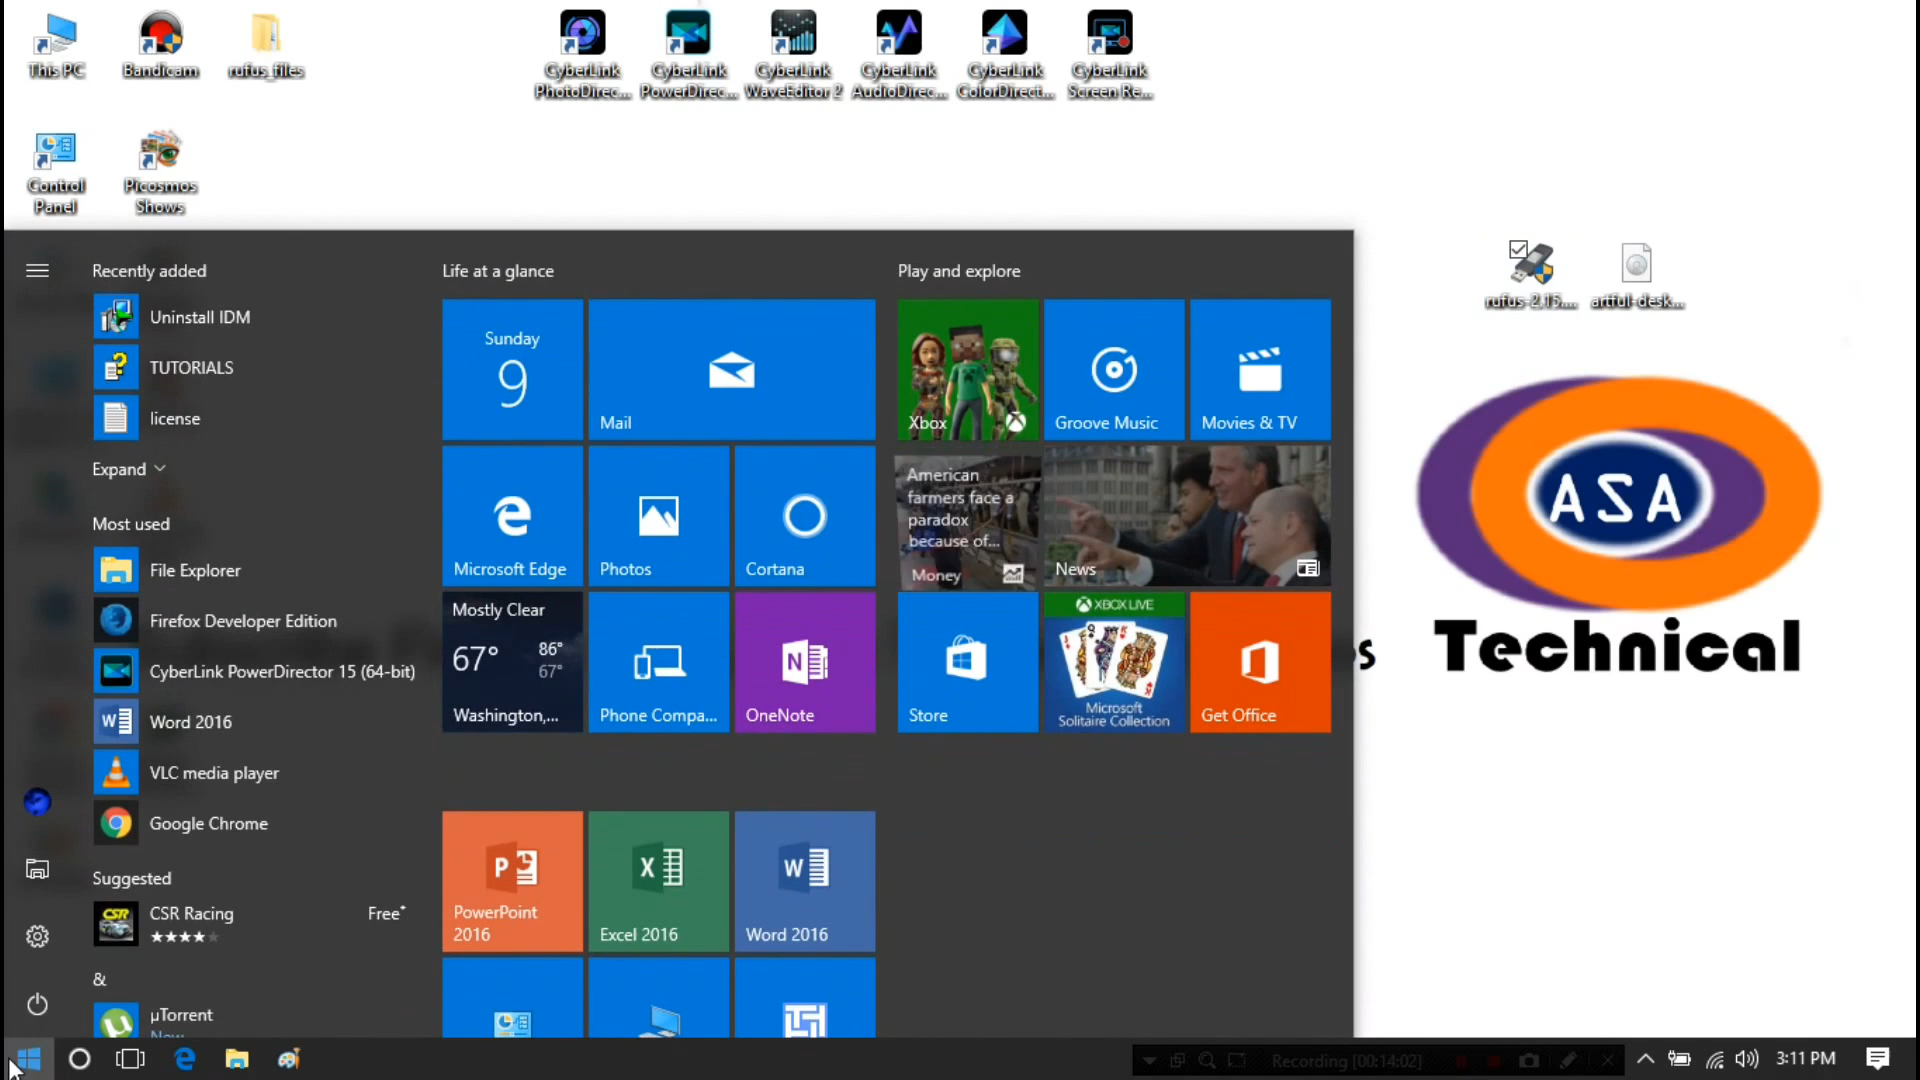 This PC
Bandicam
rufus_files
CyberLink
PhotoDirec...
CyberLink
PowerDirec...
CyberLink
WaveEditor 2
CyberLink
AudioDirec...
CyberLink
ColorDirect...
CyberLink
Screen Re...
Control
Panel
Picosmos
Shows
rufus-2.15....
artful-desk...
Recently added
Uninstall IDM
TUTORIALS
license
Expand
Most used
File Explorer
Firefox Developer Edition
CyberLink PowerDirector 15 (64-bit)
Word 2016
VLC media player
Google Chrome
Suggested
CSR Racing
Free*
&
µTorrent
New
Life at a glance
Sunday
9
Mail
Microsoft Edge
Photos
Cortana
Mostly Clear
67°
86°
67°
Washington,...
Phone Compa...
OneNote
PowerPoint
2016
Excel 2016
Word 2016
Play and explore
Xbox
Groove Music
Movies & TV
American
farmers face a
paradox
because of...
Money
News
Store
XBOX LIVE
Microsoft
Solitaire Collection
Get Office
ASA
Technical
Recording [00:14:02]
3:11 PM